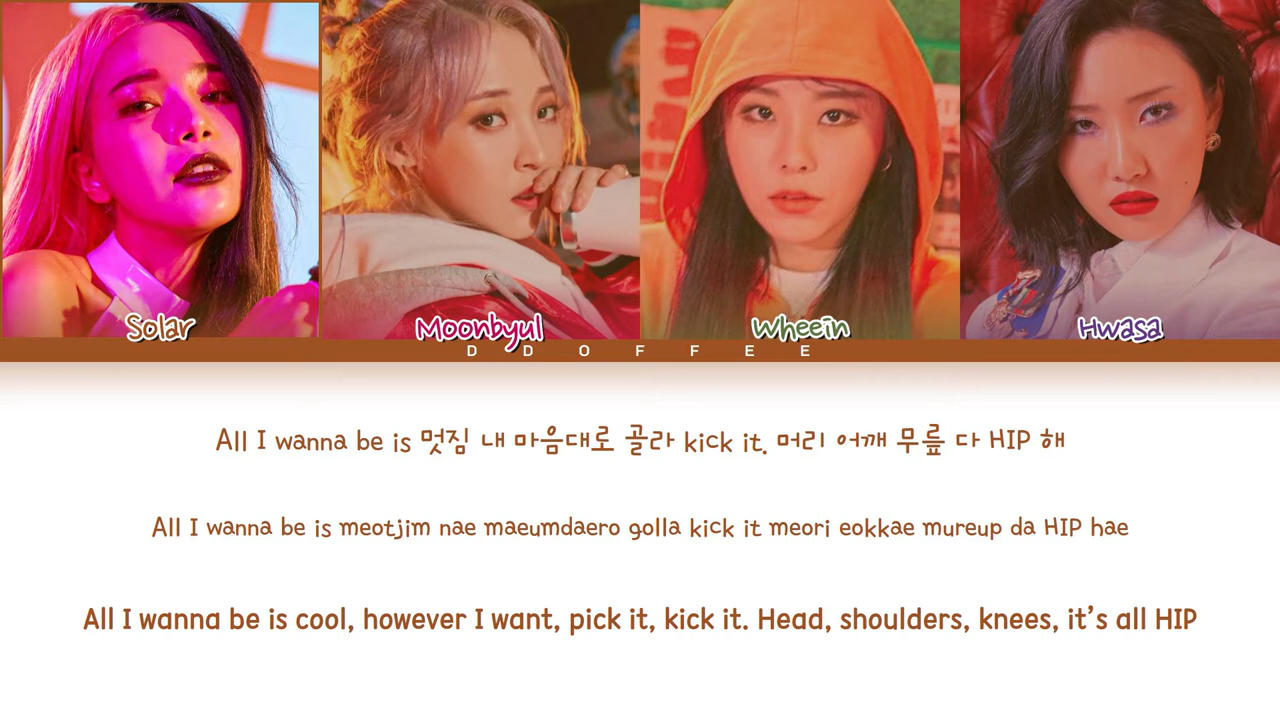 Solar
Moonbyul
Wheein
Hwasa
DDOFFEE
All I wanna be is 멋짐 내 마음대로 골라 kick it. 머리 어깨 무릎 다 HIP 해
All I wanna be is meotjim nae maeumdaero golla kick it meori eokkae mureup da HIP hae
All I wanna be is cool, however I want, pick it, kick it. Head, shoulders, knees, it's all HIP